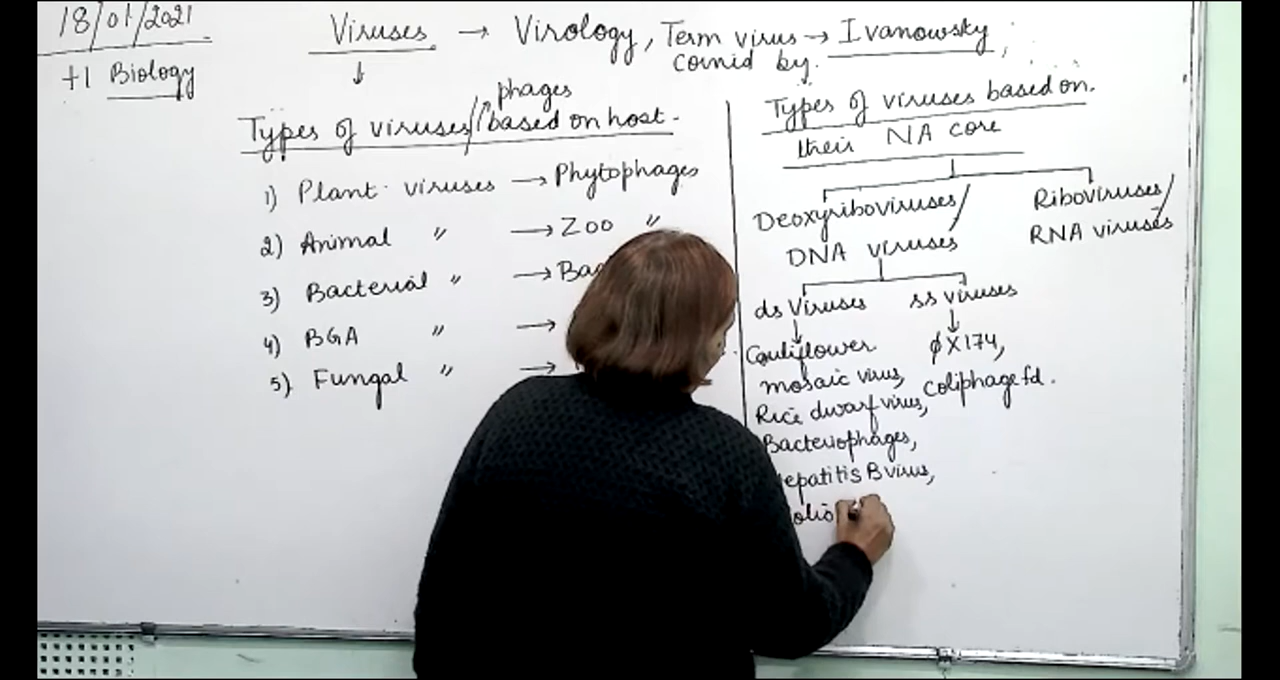 18/01/2021
+1 Biology
Viruses → Virology, Term virus → Ivanowsky,
coined by.
phages
Types of viruses/ based on host.
1) Plant viruses → Phytophages
2) Animal " → Zoo "
3) Bacterial " →
4) BGA " →
5) Fungal " →
Types of viruses based on.
their NA core
Deoxyriboviruses/
DNA viruses
Riboviruses/
RNA viruses
ds Viruses
ss viruses
Cauliflower
mosaic virus,
Rice dwarf virus,
Bacteriophages,
Hepatitis B virus,
ϕX174,
Coliphage fd.